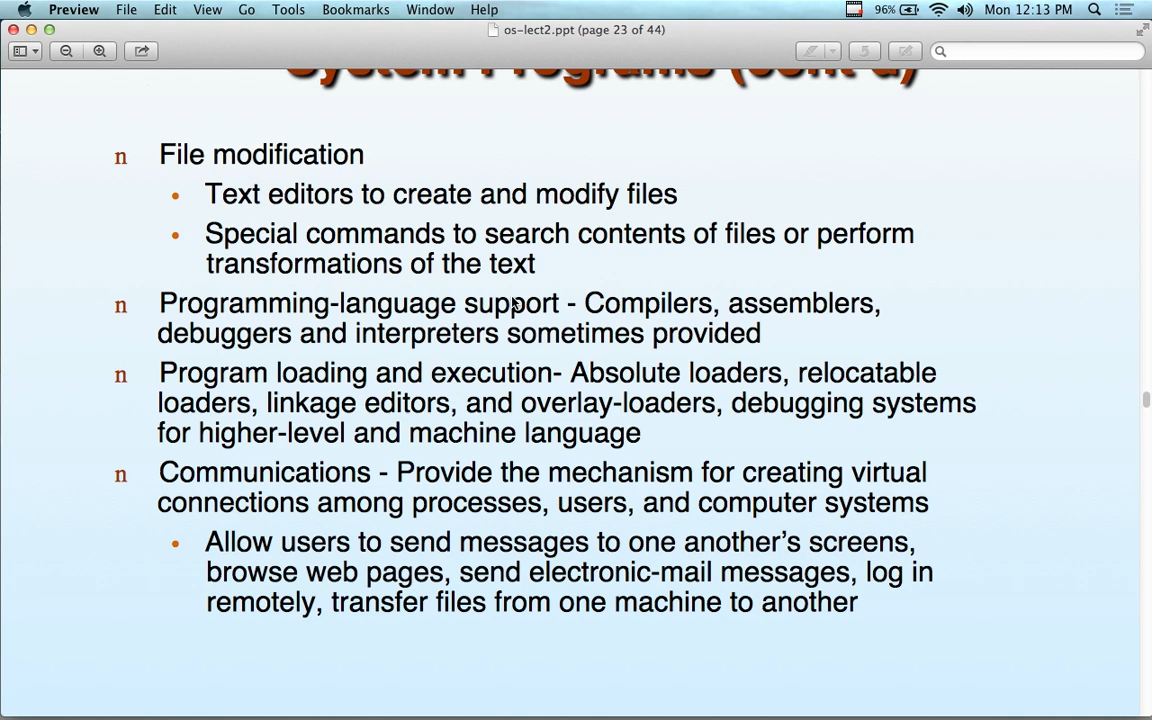 Preview File Edit View Go Tools Bookmarks Window Help 96% Mon 12:13 PM
os-lect2.ppt (page 23 of 44)
System Programs (cont'd)
n File modification
• Text editors to create and modify files
• Special commands to search contents of files or perform
transformations of the text
n Programming-language support - Compilers, assemblers,
debuggers and interpreters sometimes provided
n Program loading and execution- Absolute loaders, relocatable
loaders, linkage editors, and overlay-loaders, debugging systems
for higher-level and machine language
n Communications - Provide the mechanism for creating virtual
connections among processes, users, and computer systems
• Allow users to send messages to one another’s screens,
browse web pages, send electronic-mail messages, log in
remotely, transfer files from one machine to another